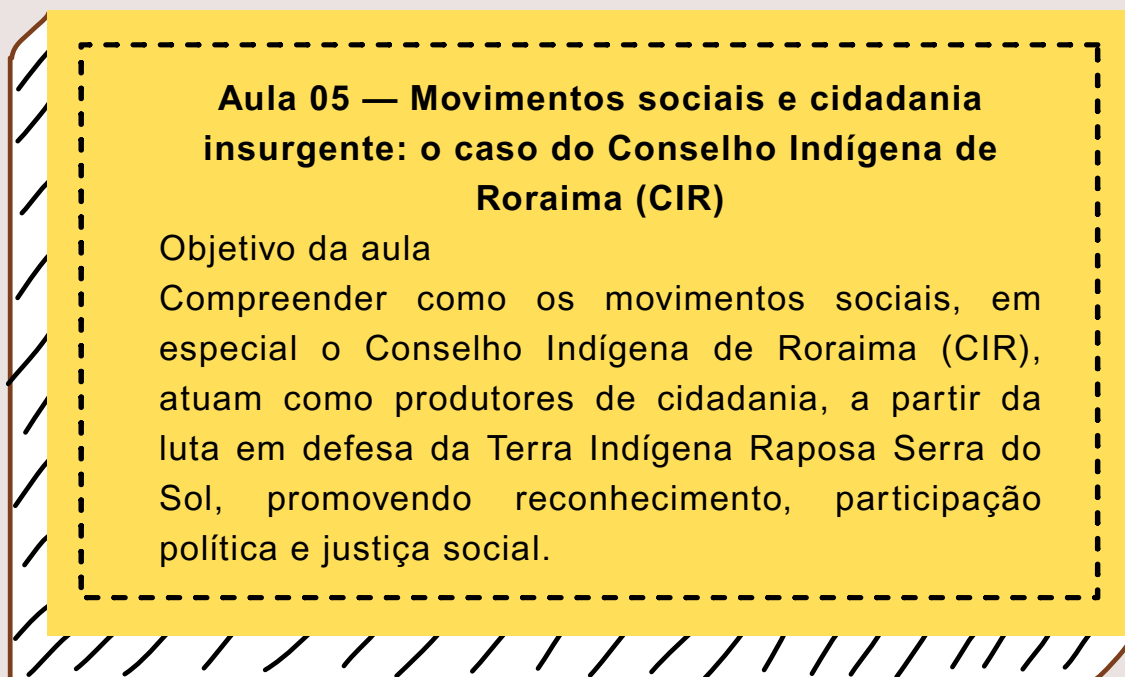 Aula 05 — Movimentos sociais e cidadania
insurgente: o caso do Conselho Indígena de
Roraima (CIR)
Objetivo da aula
Compreender como os movimentos sociais, em
especial o Conselho Indígena de Roraima (CIR),
atuam como produtores de cidadania, a partir da
luta em defesa da Terra Indígena Raposa Serra do
Sol, promovendo reconhecimento, participação
política e justiça social.